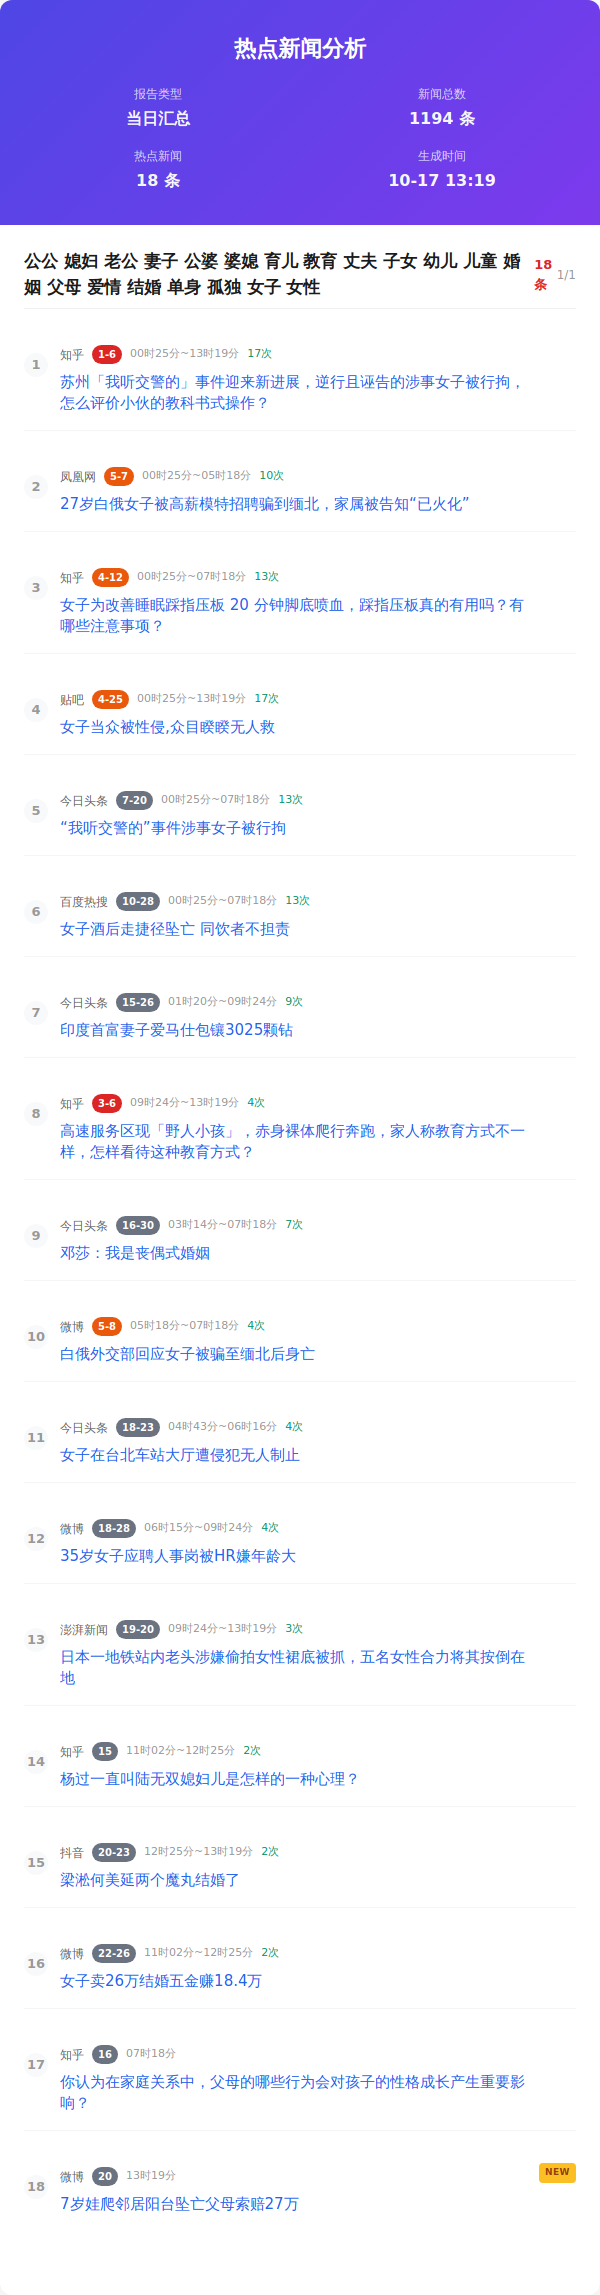 热点新闻分析
报告类型
当日汇总
新闻总数
1194 条
热点新闻
18 条
生成时间
10-17 13:19
公公 媳妇 老公 妻子 公婆 婆媳 育儿 教育 丈夫 子女 幼儿 儿童 婚
姻 父母 爱情 结婚 单身 孤独 女子 女性
18
条
1/1
1
知乎 1-6 00时25分~13时19分 17次
苏州「我听交警的」事件迎来新进展，逆行且诬告的涉事女子被行拘，
怎么评价小伙的教科书式操作？
2
凤凰网 5-7 00时25分~05时18分 10次
27岁白俄女子被高薪模特招聘骗到缅北，家属被告知“已火化”
3
知乎 4-12 00时25分~07时18分 13次
女子为改善睡眠踩指压板 20 分钟脚底喷血，踩指压板真的有用吗？有
哪些注意事项？
4
贴吧 4-25 00时25分~13时19分 17次
女子当众被性侵,众目睽睽无人救
5
今日头条 7-20 00时25分~07时18分 13次
“我听交警的”事件涉事女子被行拘
6
百度热搜 10-28 00时25分~07时18分 13次
女子酒后走捷径坠亡 同饮者不担责
7
今日头条 15-26 01时20分~09时24分 9次
印度首富妻子爱马仕包镶3025颗钻
8
知乎 3-6 09时24分~13时19分 4次
高速服务区现「野人小孩」，赤身裸体爬行奔跑，家人称教育方式不一
样，怎样看待这种教育方式？
9
今日头条 16-30 03时14分~07时18分 7次
邓莎：我是丧偶式婚姻
10
微博 5-8 05时18分~07时18分 4次
白俄外交部回应女子被骗至缅北后身亡
11
今日头条 18-23 04时43分~06时16分 4次
女子在台北车站大厅遭侵犯无人制止
12
微博 18-28 06时15分~09时24分 4次
35岁女子应聘人事岗被HR嫌年龄大
13
澎湃新闻 19-20 09时24分~13时19分 3次
日本一地铁站内老头涉嫌偷拍女性裙底被抓，五名女性合力将其按倒在
地
14
知乎 15 11时02分~12时25分 2次
杨过一直叫陆无双媳妇儿是怎样的一种心理？
15
抖音 20-23 12时25分~13时19分 2次
梁淞何美延两个魔丸结婚了
16
微博 22-26 11时02分~12时25分 2次
女子卖26万结婚五金赚18.4万
17
知乎 16 07时18分
你认为在家庭关系中，父母的哪些行为会对孩子的性格成长产生重要影
响？
18
微博 20 13时19分
NEW
7岁娃爬邻居阳台坠亡父母索赔27万